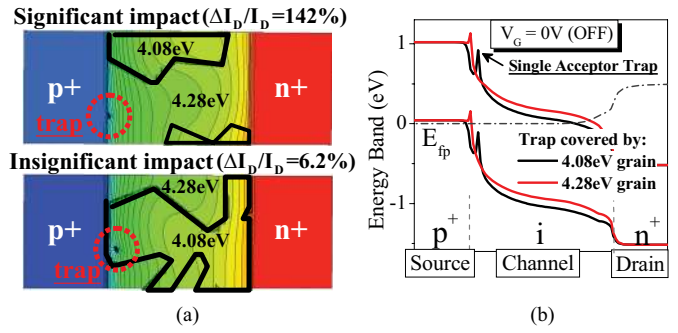 Significant impact (ΔI_D/I_D=142%)
p+
4.08eV
4.28eV
n+
trap
Insignificant impact (ΔI_D/I_D=6.2%)
4.28eV
p+
4.08eV
n+
trap
(a)
Energy Band (eV)
1
0
-1
V_G = 0V (OFF)
Single Acceptor Trap
E_fp
Trap covered by:
4.08eV grain
4.28eV grain
p⁺
i
n⁺
Source
Channel
Drain
(b)